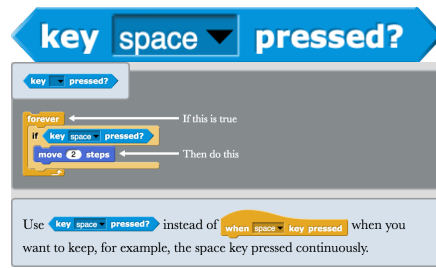 key space pressed?
key pressed?
forever If this is true
if key space pressed?
move 2 steps Then do this
Use key space pressed? instead of when space key pressed when you
want to keep, for example, the space key pressed continuously.